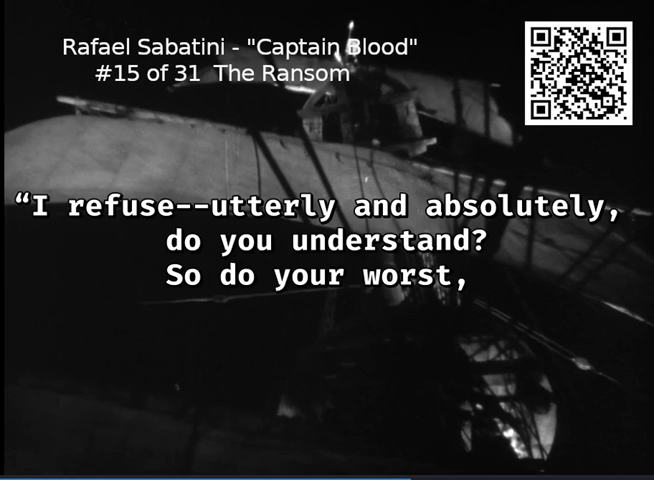 Rafael Sabatini - "Captain Blood"
#15 of 31  The Ransom
“I refuse--utterly and absolutely,
do you understand?
So do your worst,